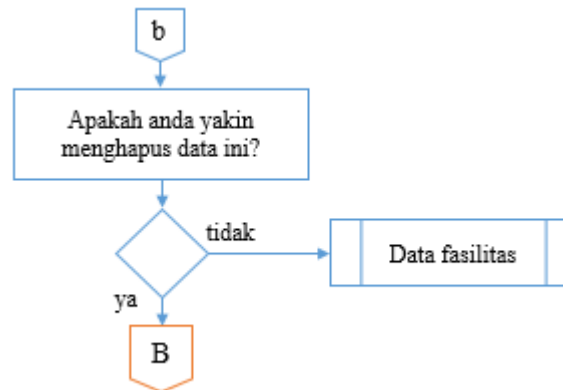 b
Apakah anda yakin
menghapus data ini?
tidak
Data fasilitas
ya
B